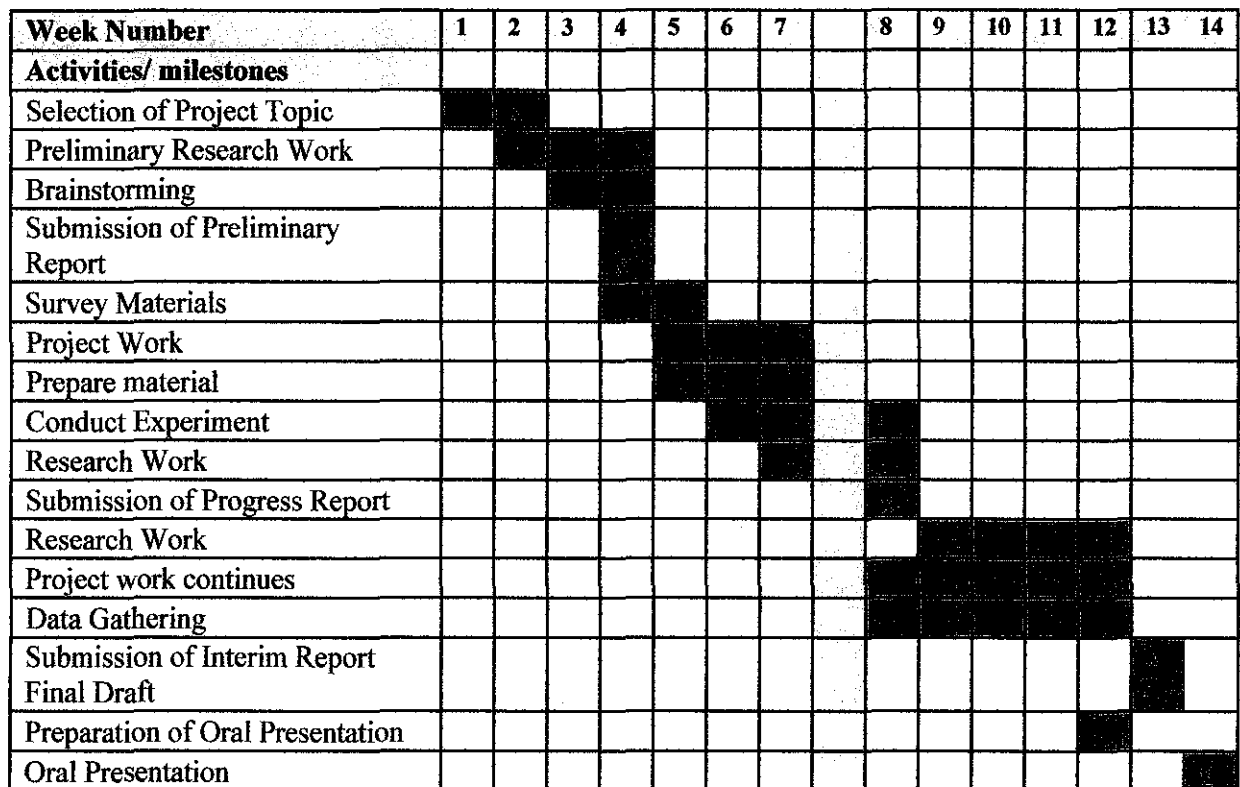 Week Number 1 2 3 4 5 6 7 8 9 10 11 12 13 14
Activities/ milestones
Selection of Project Topic
Preliminary Research Work
Brainstorming
Submission of Preliminary
Report
Survey Materials
Project Work
Prepare material
Conduct Experiment
Research Work
Submission of Progress Report
Research Work
Project work continues
Data Gathering
Submission of Interim Report
Final Draft
Preparation of Oral Presentation
Oral Presentation